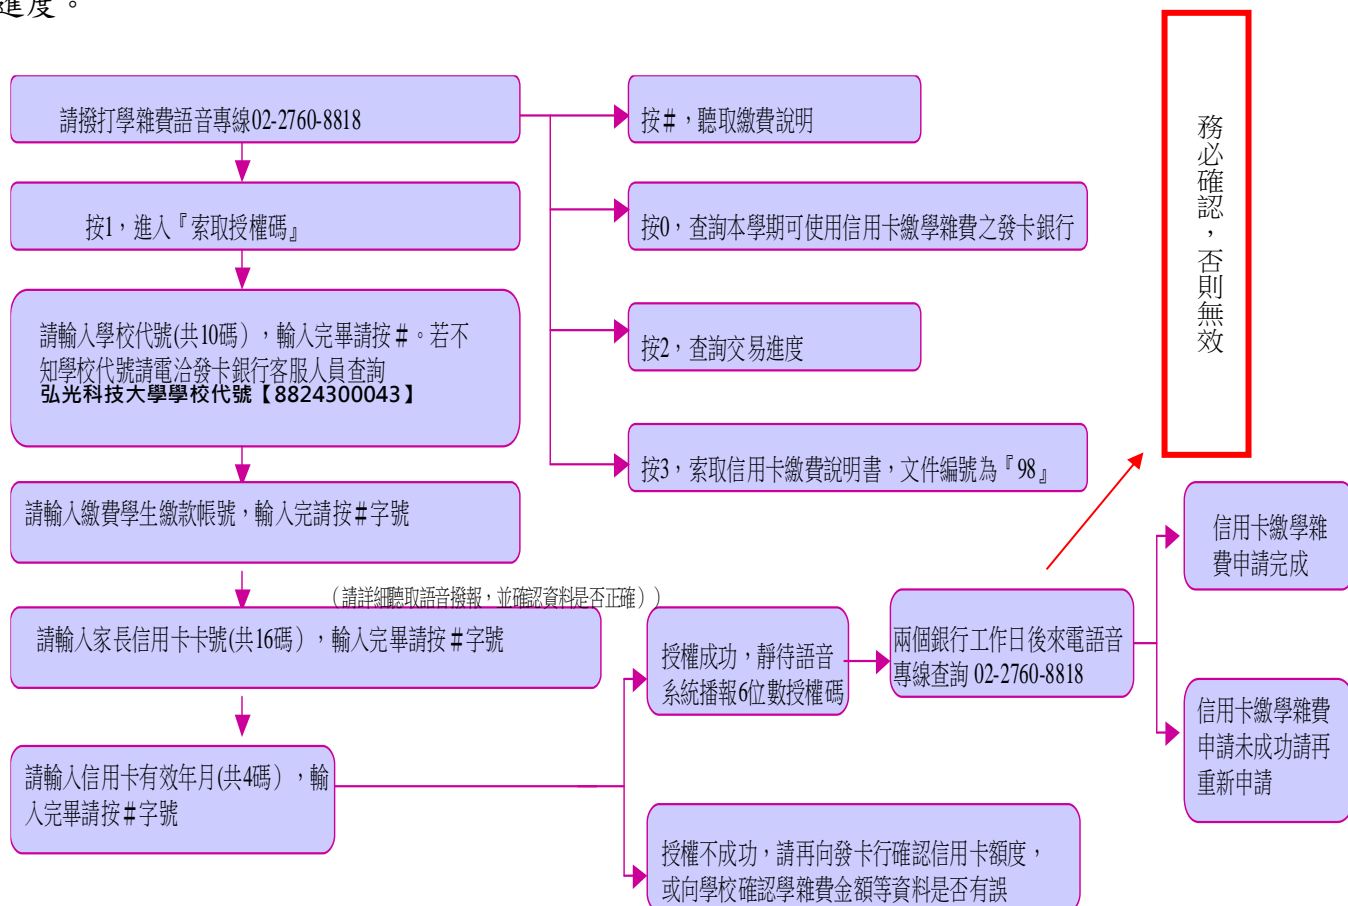 進度。
請撥打學雜費語音專線02-2760-8818
按#，聽取繳費說明
按1，進入『索取授權碼』
按0，查詢本學期可使用信用卡繳學雜費之發卡銀行
請輸入學校代號(共10碼），輸入完畢請按#。若不
知學校代號請電洽發卡銀行客服人員查詢
弘光科技大學學校代號【8824300043】
按2，查詢交易進度
按3，索取信用卡繳費說明書，文件編號為『98』
務必確認，否則無效
請輸入繳費學生繳款帳號，輸入完請按#字號
（請詳細聽取語音撥報，並確認資料是否正確））
請輸入家長信用卡卡號(共16碼），輸入完畢請按#字號
請輸入信用卡有效年月(共4碼），輸
入完畢請按#字號
授權成功，靜待語音
系統播報6位數授權碼
兩個銀行工作日後來電語音
專線查詢 02-2760-8818
信用卡繳學雜
費申請完成
信用卡繳學雜費
申請未成功請再
重新申請
授權不成功，請再向發卡行確認信用卡額度，
或向學校確認學雜費金額等資料是否有誤